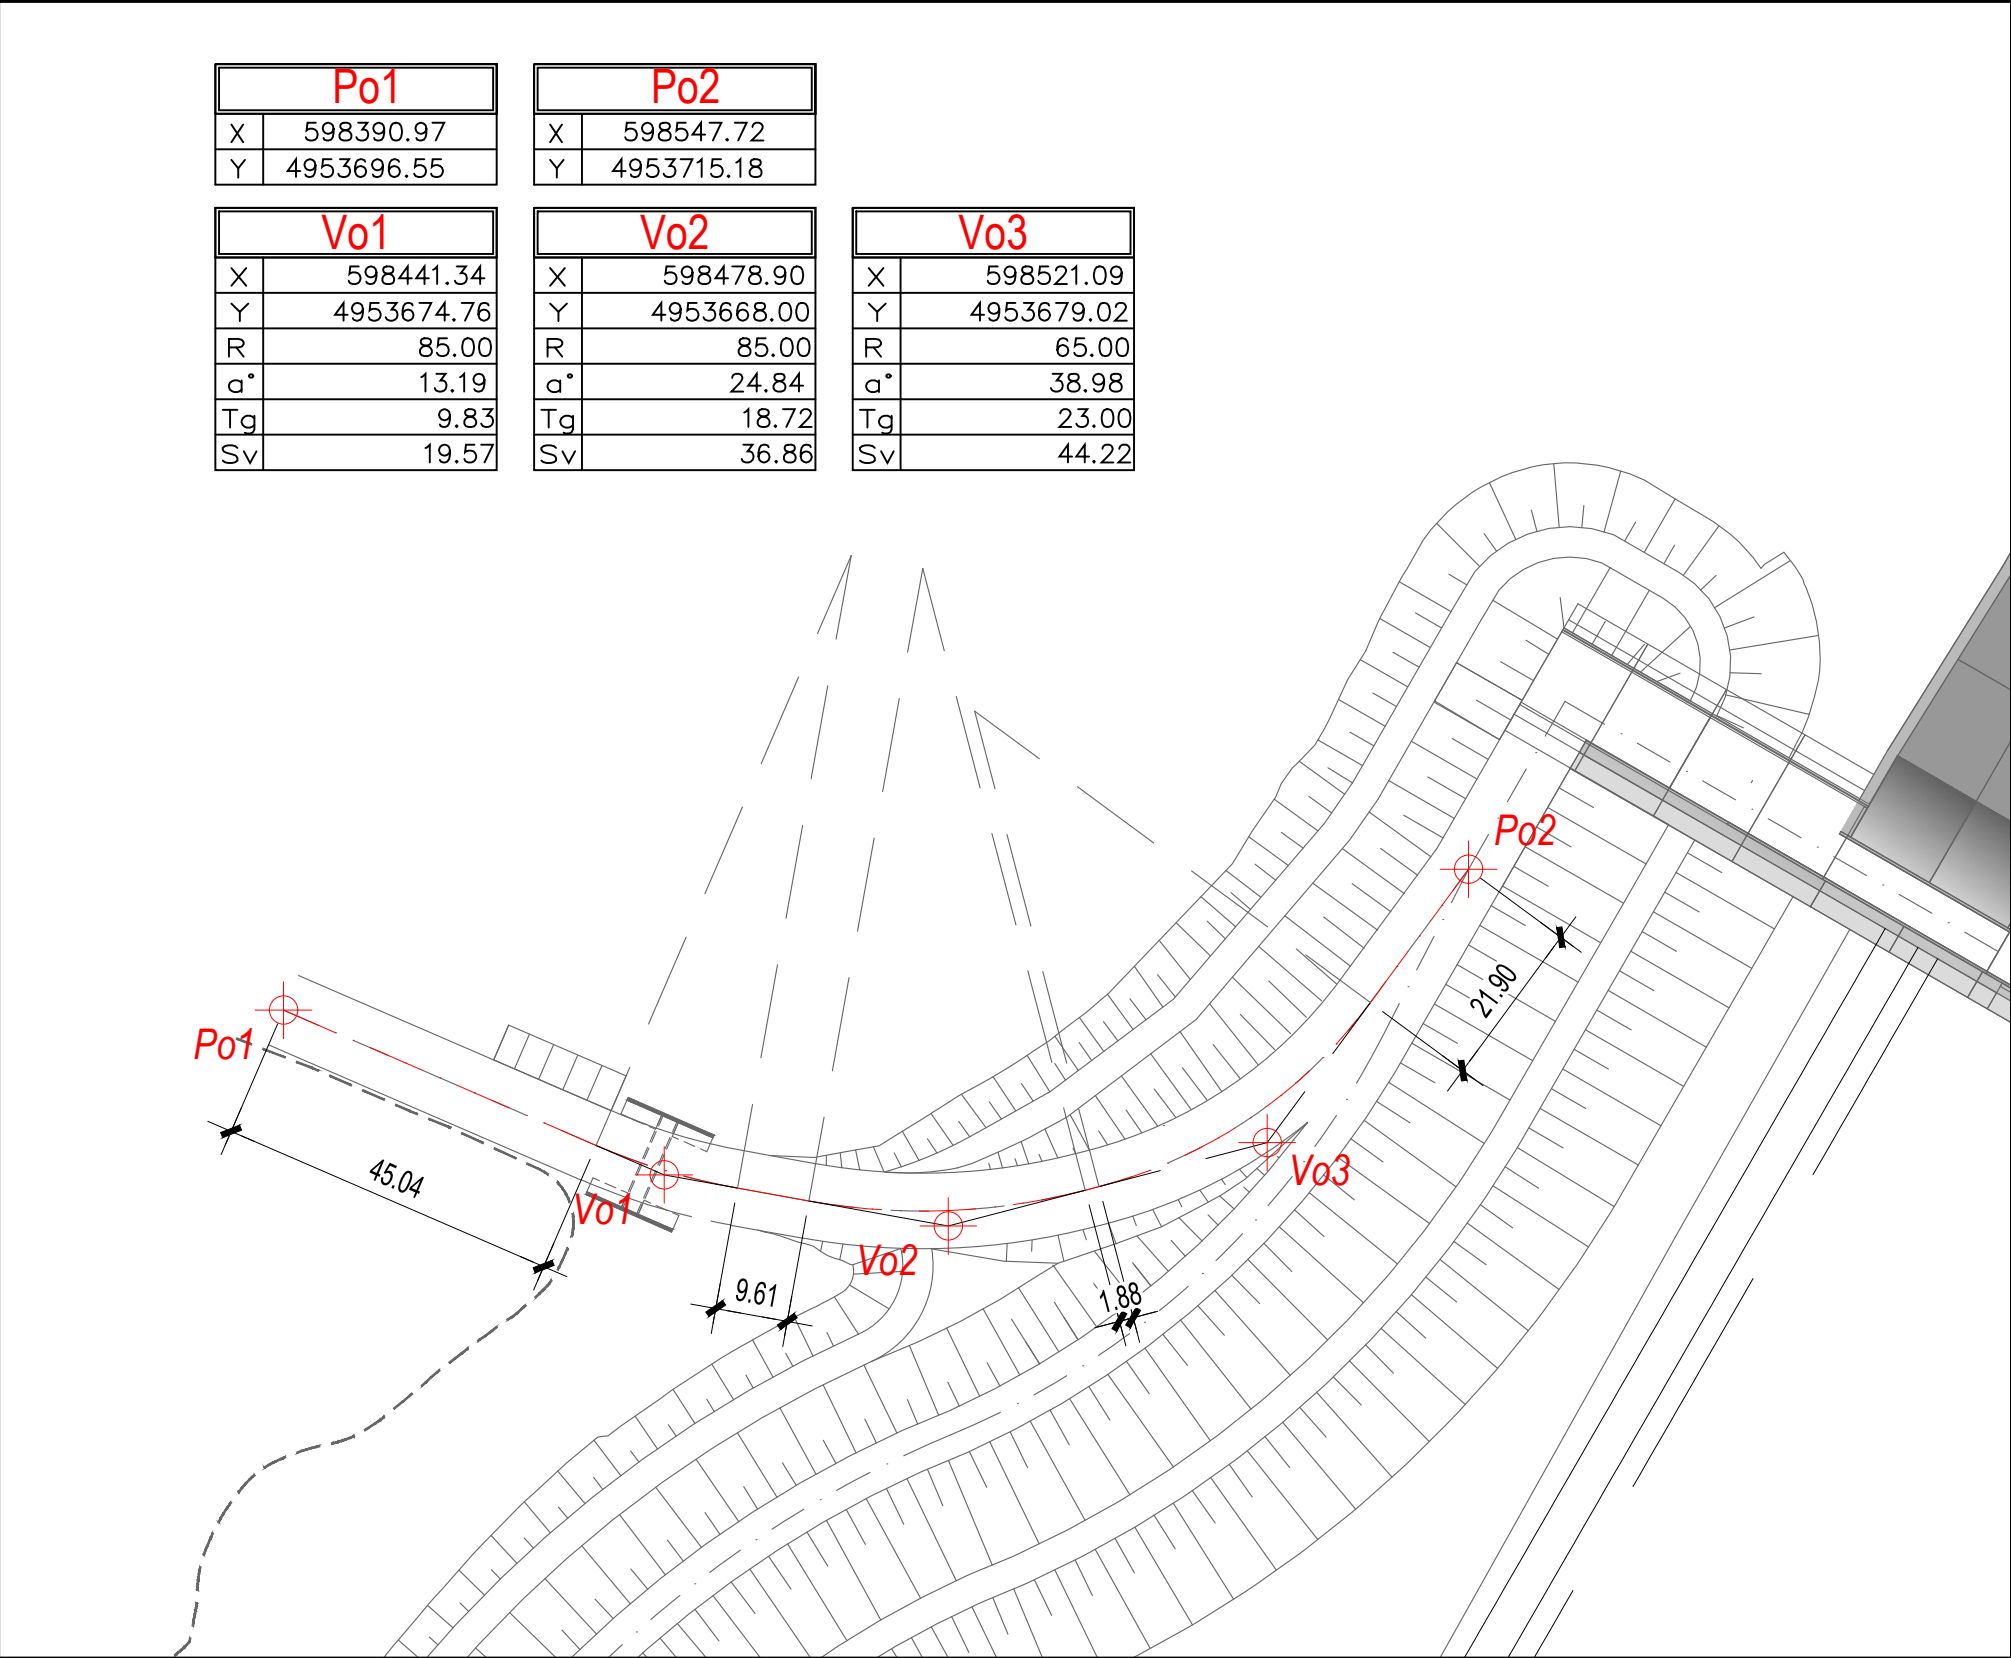 Po1 Po2
X 598390.97 X 598547.72
Y 4953696.55 Y 4953715.18
Vo1 Vo2 Vo3
X 598441.34 X 598478.90 X 598521.09
Y 4953674.76 Y 4953668.00 Y 4953679.02
R 85.00 R 85.00 R 65.00
a° 13.19 a° 24.84 a° 38.98
Tg 9.83 Tg 18.72 Tg 23.00
Sv 19.57 Sv 36.86 Sv 44.22
Po2
21.90
Po1
45.04
Vo1
Vo3
Vo2
9.61
1.88